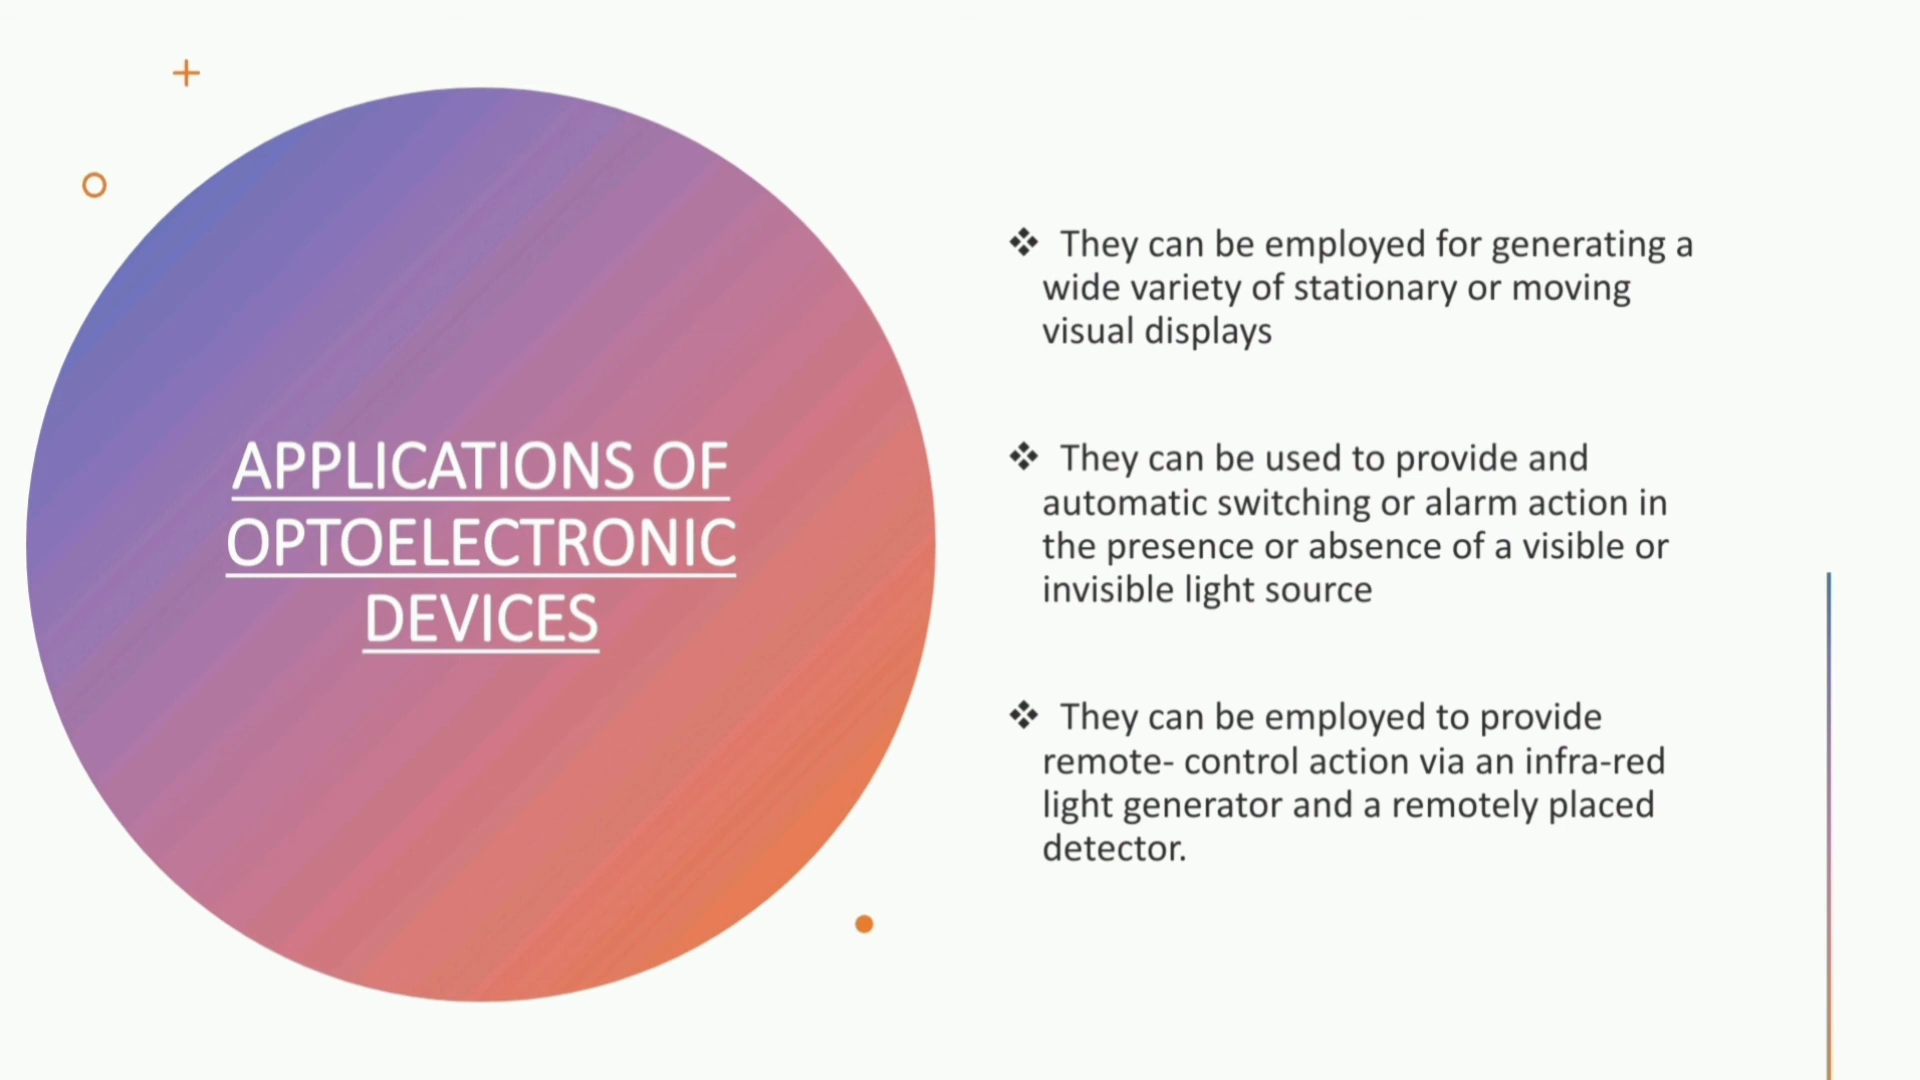 APPLICATIONS OF
OPTOELECTRONIC
DEVICES
❖ They can be employed for generating a
wide variety of stationary or moving
visual displays
❖ They can be used to provide and
automatic switching or alarm action in
the presence or absence of a visible or
invisible light source
❖ They can be employed to provide
remote- control action via an infra-red
light generator and a remotely placed
detector.